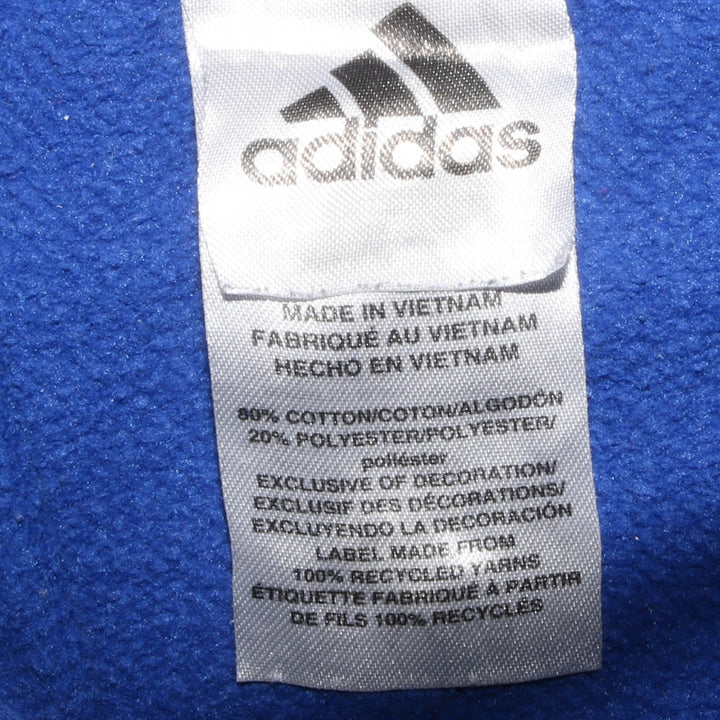 adidas
MADE IN VIETNAM
FABRIQUÉ AU VIETNAM
HECHO EN VIETNAM
80% COTTON/COTON/ALGODÓN
20% POLYESTER/POLYESTER/
poliéster
EXCLUSIVE OF DECORATION/
EXCLUSIF DES DÉCORATIONS/
EXCLUYENDO LA DECORACIÓN
LABEL MADE FROM
100% RECYCLED YARNS
ÉTIQUETTE FABRIQUÉ À PARTIR
DE FILS 100% RECYCLÉS